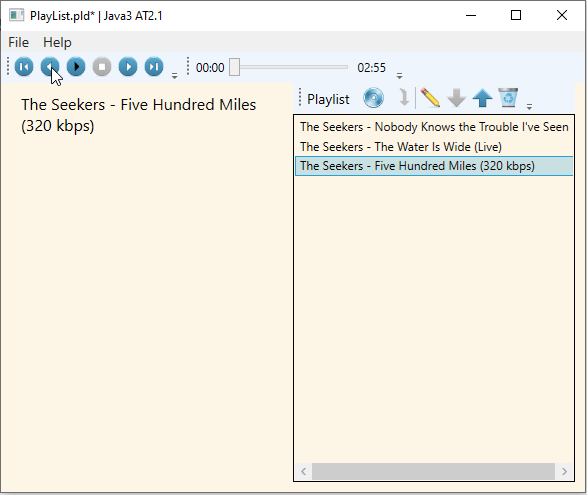 PlayList.pld* | Java3 AT2.1
File Help
00:00 02:55
The Seekers - Five Hundred Miles
(320 kbps)
Playlist
The Seekers - Nobody Knows the Trouble I've Seen
The Seekers - The Water Is Wide (Live)
The Seekers - Five Hundred Miles (320 kbps)